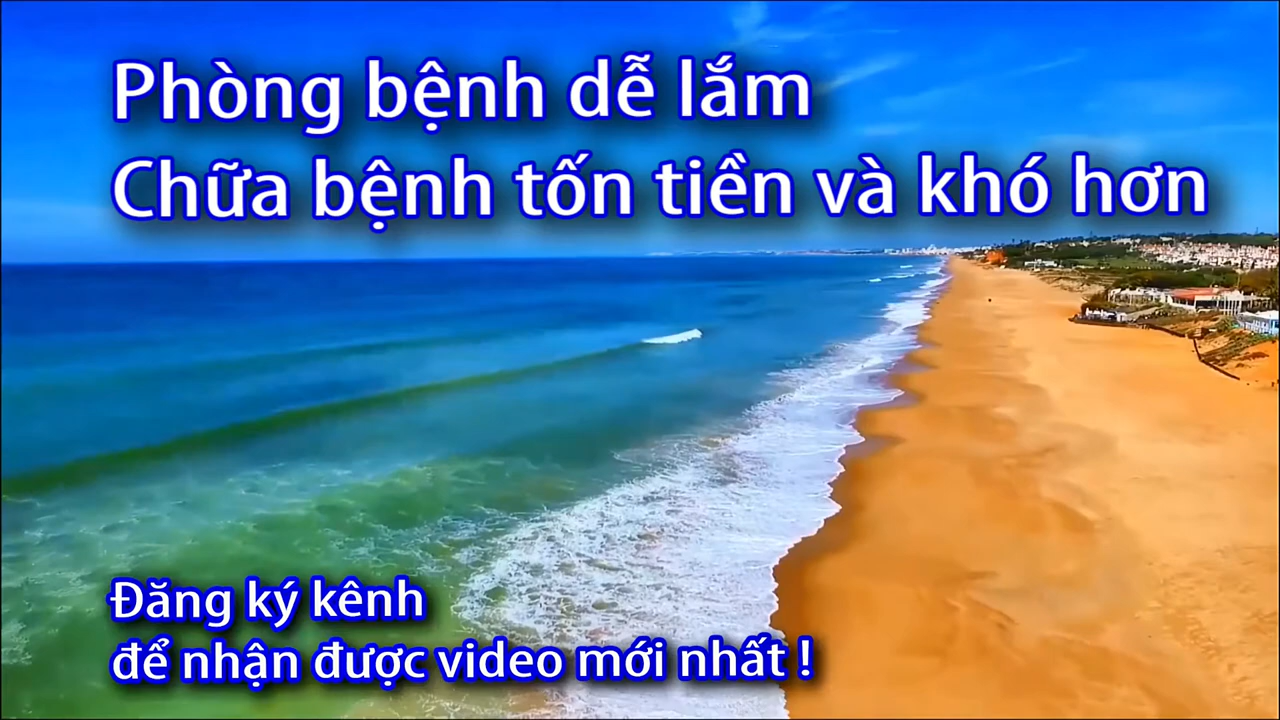 Phòng bệnh dễ lắm
Chữa bệnh tốn tiền và khó hơn
Đăng ký kênh
để nhận được video mới nhất !